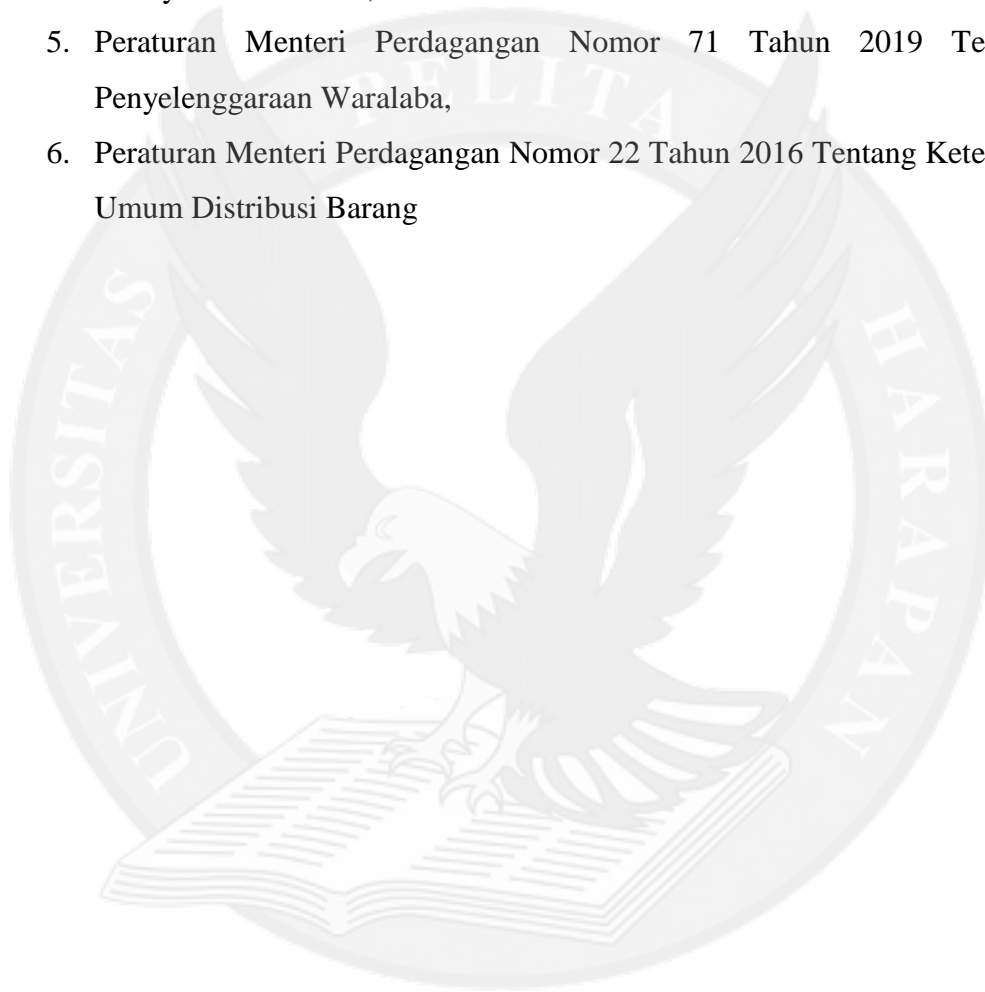 5. Peraturan Menteri Perdagangan Nomor 71 Tahun 2019 Te
Penyelenggaraan Waralaba,
6. Peraturan Menteri Perdagangan Nomor 22 Tahun 2016 Tentang Kete
Umum Distribusi Barang
UNIVERSITAS PELITA HARAPAN